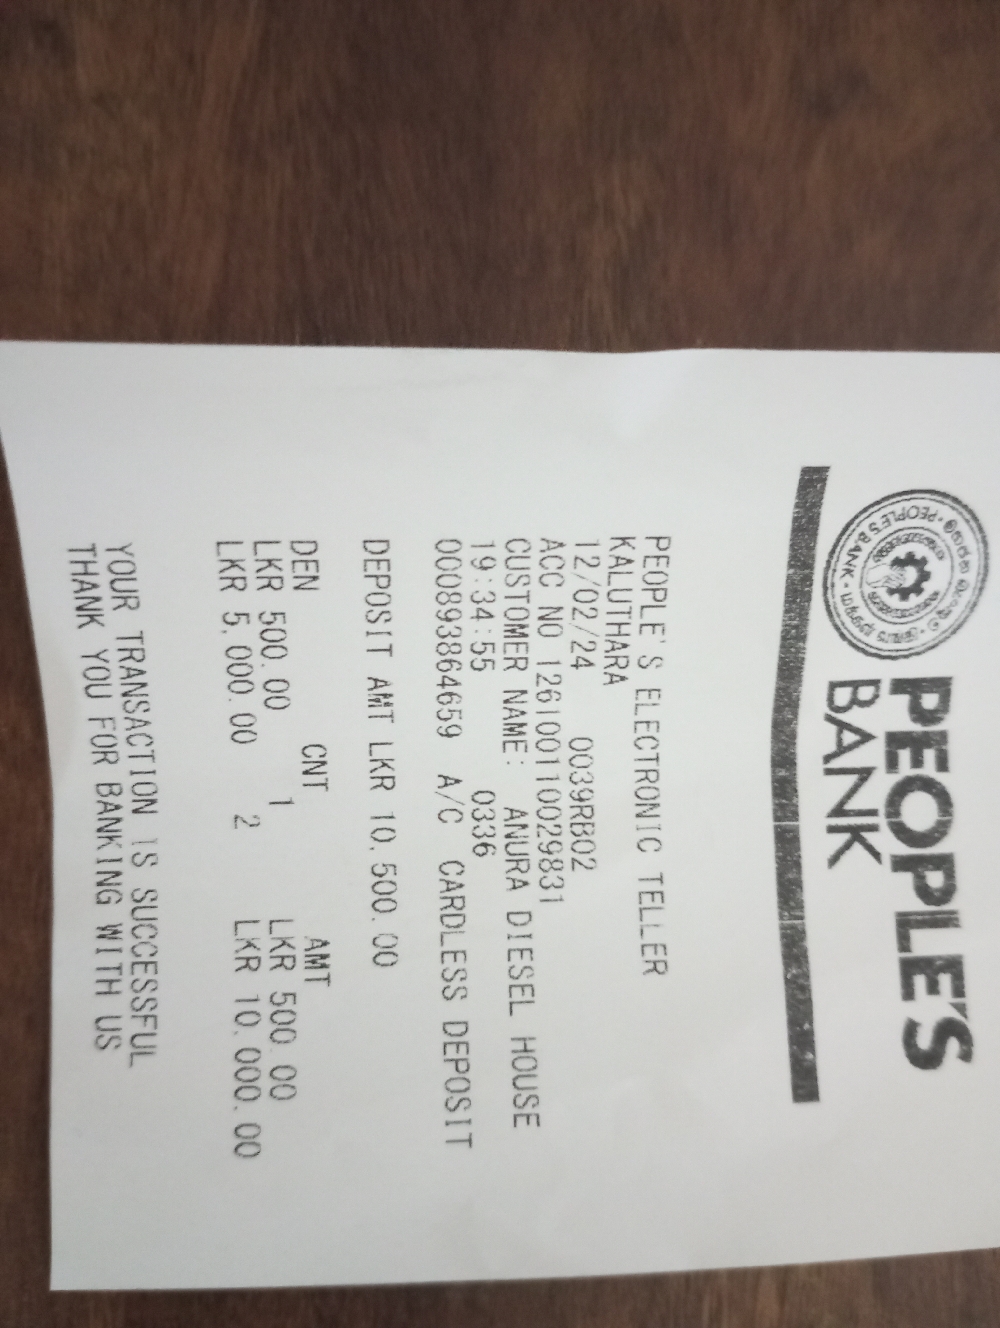 PEOPLE'S BANK
PEOPLE'S
BANK
PEOPLE'S ELECTRONIC TELLER
KALUTHARA
12/02/24 0039RB02
ACC NO 126100110029831
CUSTOMER NAME: ANURA DIESEL HOUSE
19:34:55 0336
000893864659 A/C CARDLESS DEPOSIT
DEPOSIT AMT LKR 10,500.00
DEN CNT AMT
LKR 500.00 1 LKR 500.00
LKR 5,000.00 2 LKR 10,000.00
YOUR TRANSACTION IS SUCCESSFUL
THANK YOU FOR BANKING WITH US